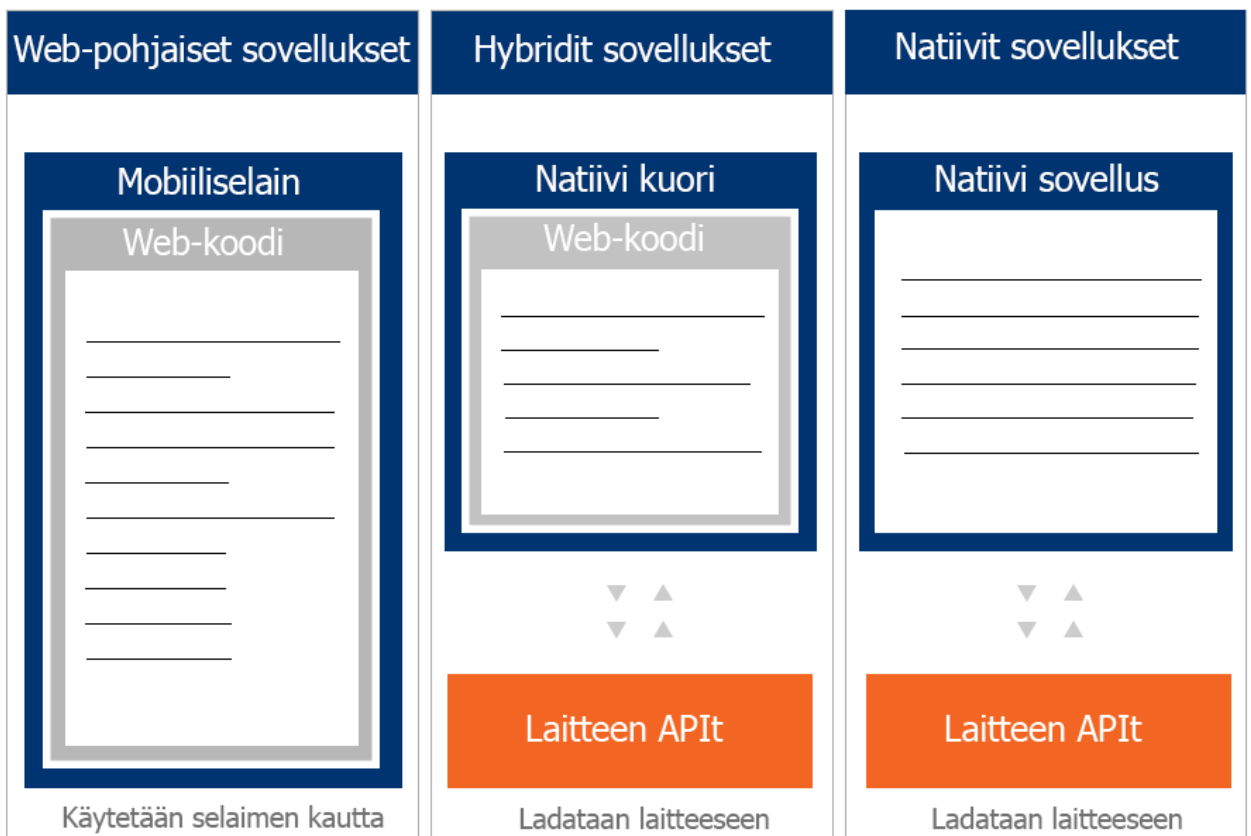 Web-pohjaiset sovellukset
Mobiiliselain
Web-koodi
Käytetään selaimen kautta
Hybridit sovellukset
Natiivi kuori
Web-koodi
Laitteen APIt
Ladataan laitteeseen
Natiivit sovellukset
Natiivi sovellus
Laitteen APIt
Ladataan laitteeseen